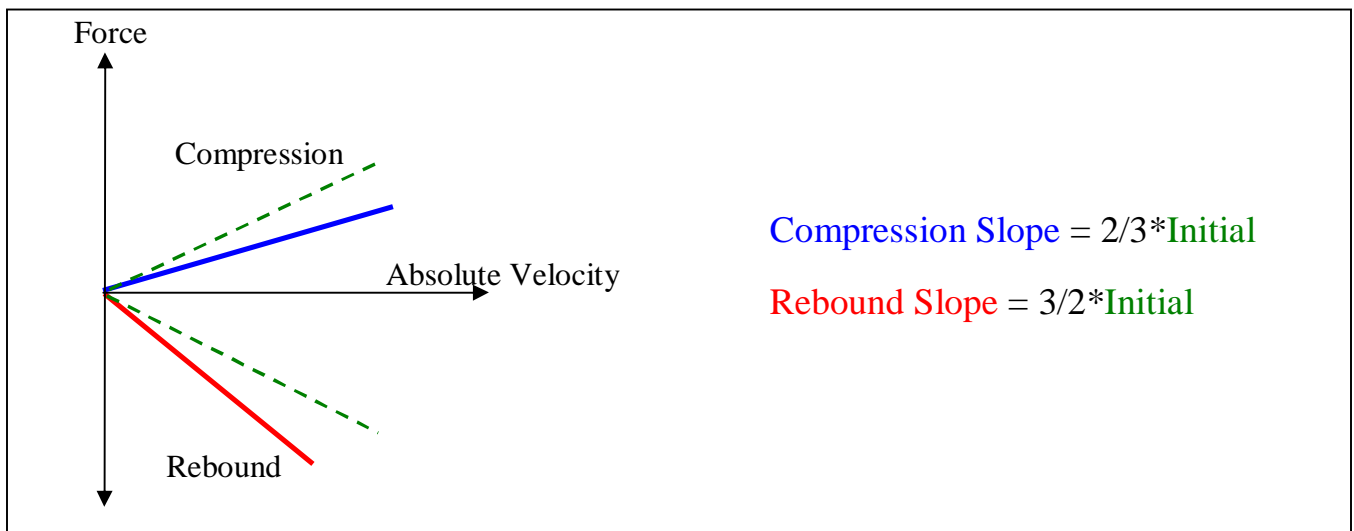 Force
Compression
Absolute Velocity
Rebound
Compression Slope = 2/3*Initial
Rebound Slope = 3/2*Initial